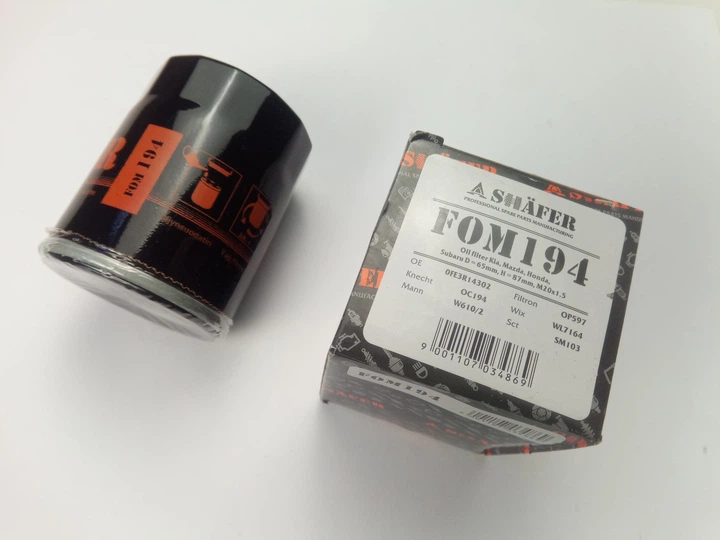 FOM 194
SHÄFER
PROFESSIONAL SPARE PARTS MANUFACTURING
FOM194
Oil filter Kia, Mazda, Honda,
Subaru D=65mm, H=87mm, M20x1.5
OE 0FE3R14302 Filtron OP597
Knecht OC194 Wix WL7164
Mann W610/2 Sct SM103
9 001107 034869
FOM194